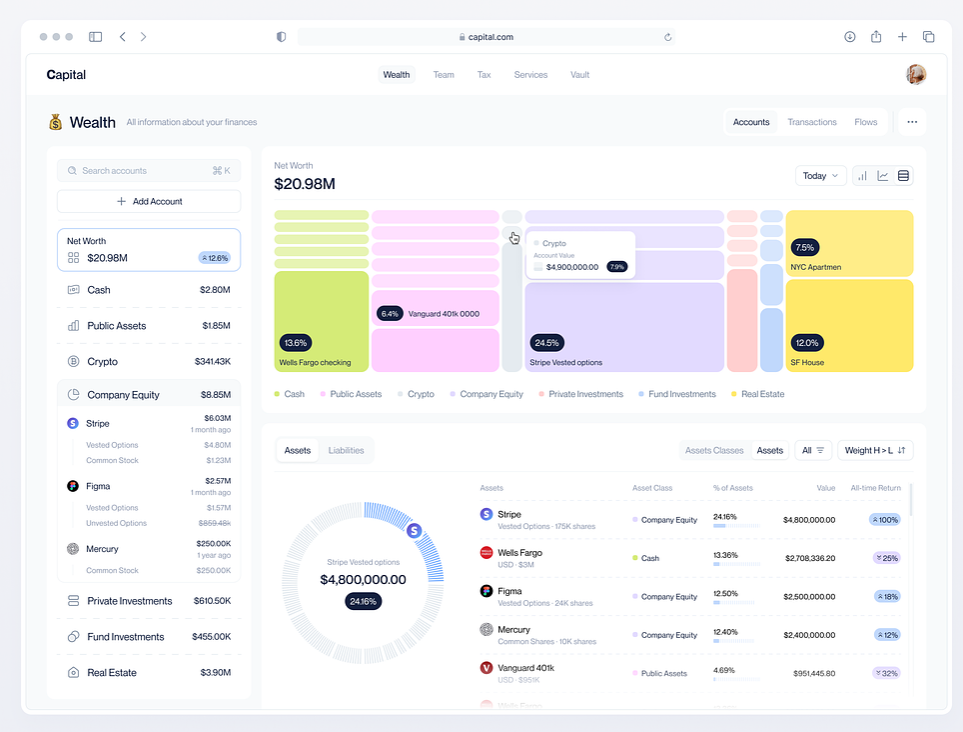 capital.com
Capital
Wealth
Team
Tax
Services
Vault
Wealth
All information about your finances
Accounts
Transactions
Flows
Search accounts
⌘ K
Add Account
Net Worth
$20.98M
12.6%
Cash
$2.80M
Public Assets
$1.85M
Crypto
$341.43K
Company Equity
$8.85M
Stripe
$6.03M
1 month ago
Vested Options
$4.80M
Common Stock
$1.23M
Figma
$2.57M
1 month ago
Vested Options
$1.57M
Unvested Options
$859.48k
Mercury
$250.00K
1 year ago
Common Stock
$250.00K
Private Investments
$610.50K
Fund Investments
$455.00K
Real Estate
$3.90M
Net Worth
$20.98M
Today
13.6%
Wells Fargo checking
6.4%
Vanguard 401k 0000
Crypto
Account Value
$4,900,000.00
7.9%
24.5%
Stripe Vested options
7.5%
NYC Apartmen
12.0%
SF House
Cash
Public Assets
Crypto
Company Equity
Private Investments
Fund Investments
Real Estate
Assets
Liabilities
Assets Classes
Assets
All
Weight H > L
Stripe Vested options
$4,800,000.00
24.16%
Assets
Asset Class
% of Assets
Value
All-time Return
Stripe
Vested Options · 175K shares
Company Equity
24.16%
$4,800,000.00
100%
Wells Fargo
USD · $3M
Cash
13.36%
$2,708,336.20
25%
Figma
Vested Options · 24K shares
Company Equity
12.50%
$2,500,000.00
18%
Mercury
Common Shares · 10K shares
Company Equity
12.40%
$2,400,000.00
12%
Vanguard 401k
USD · $951K
Public Assets
4.69%
$951,445.80
32%
Wells Fargo